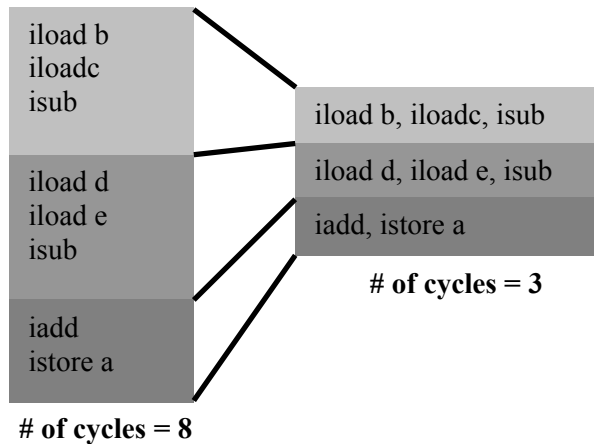 iload b
iloadc
isub
iload d
iload e
isub
iadd
istore a
# of cycles = 8
iload b, iloadc, isub
iload d, iload e, isub
iadd, istore a
# of cycles = 3